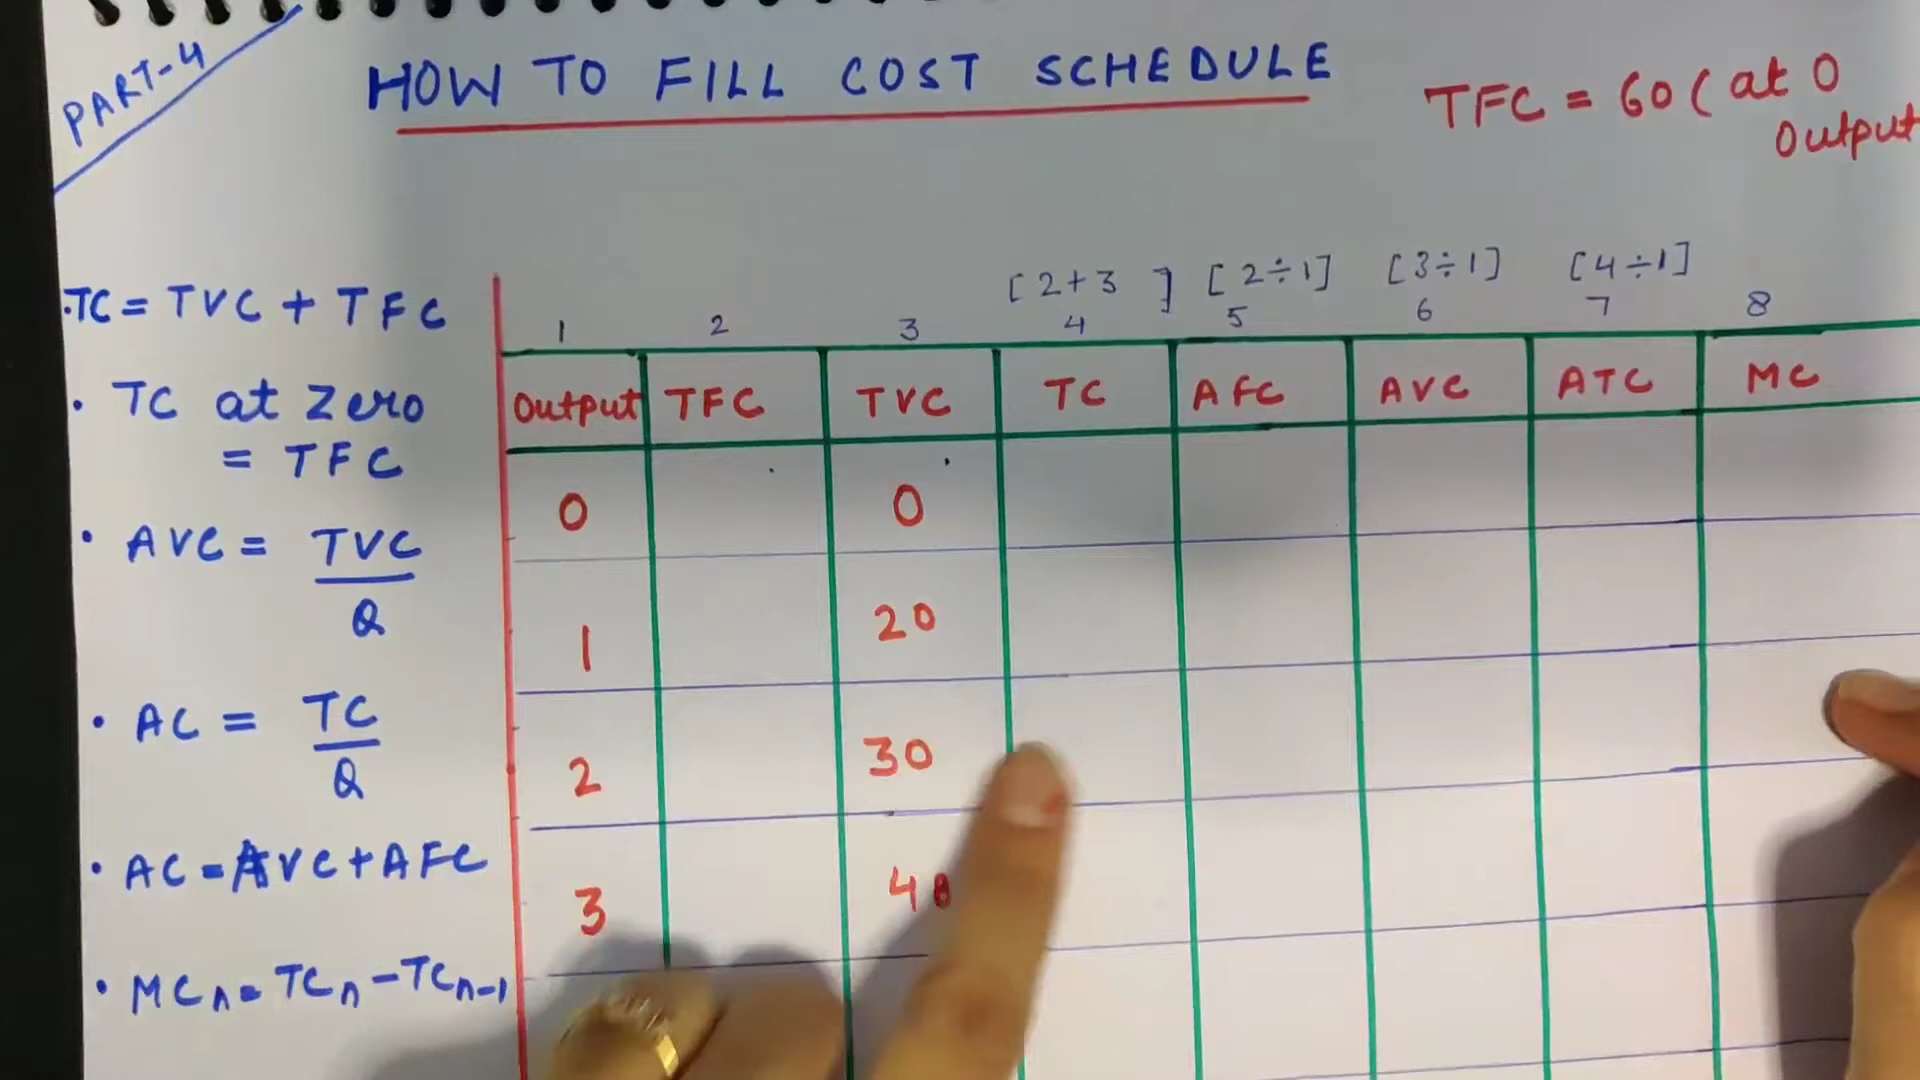 PART-4
HOW TO FILL COST SCHEDULE
TFC = 60 ( at 0
output
.TC = TVC + TFC
• TC at Zero
= TFC
• AVC = TVC
Q
• AC = TC
Q
• AC = AVC + AFC
• MCn = TCn - TCn-1
[ 2+3 ] [ 2÷1] [3÷1] [4÷1]
1 2 3 4 5 6 7 8
Output TFC TVC TC AFC AVC ATC MC
0 0
1 20
2 30
3